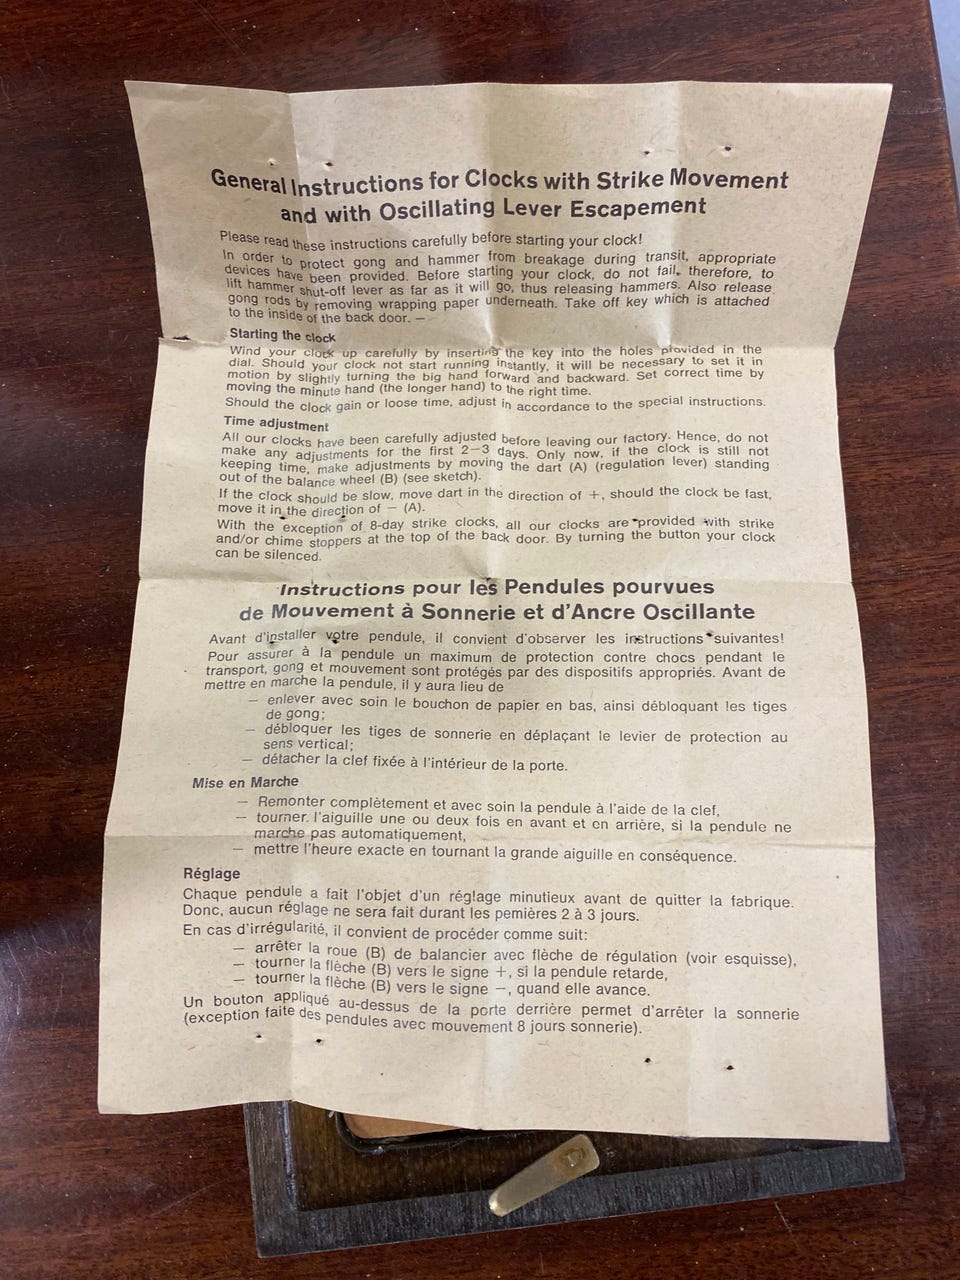 General Instructions for Clocks with Strike Movement
and with Oscillating Lever Escapement
Please read these instructions carefully before starting your clock!
In order to protect gong and hammer from breakage during transit, appropriate
devices have been provided. Before starting your clock, do not fail, therefore, to
lift hammer shut-off lever as far as it will go, thus releasing hammers. Also release
gong rods by removing wrapping paper underneath. Take off key which is attached
to the inside of the back door. —
Starting the clock
Wind your clock up carefully by inserting the key into the holes provided in the
dial. Should your clock not start running instantly, it will be necessary to set it in
motion by slightly turning the big hand forward and backward. Set correct time by
moving the minute hand (the longer hand) to the right time.
Should the clock gain or loose time, adjust in accordance to the special instructions.
Time adjustment
All our clocks have been carefully adjusted before leaving our factory. Hence, do not
make any adjustments for the first 2—3 days. Only now, if the clock is still not
keeping time, make adjustments by moving the dart (A) (regulation lever) standing
out of the balance wheel (B) (see sketch).
If the clock should be slow, move dart in the direction of +, should the clock be fast,
move it in the direction of — (A).
With the exception of 8-day strike clocks, all our clocks are provided with strike
and/or chime stoppers at the top of the back door. By turning the button your clock
can be silenced.
Instructions pour les Pendules pourvues
de Mouvement à Sonnerie et d'Ancre Oscillante
Avant d'installer votre pendule, il convient d'observer les instructions suivantes!
Pour assurer à la pendule un maximum de protection contre chocs pendant le
transport, gong et mouvement sont protégés par des dispositifs appropriés. Avant de
mettre en marche la pendule, il y aura lieu de
— enlever avec soin le bouchon de papier en bas, ainsi débloquant les tiges
de gong;
— débloquer les tiges de sonnerie en déplaçant le levier de protection au
sens vertical;
— détacher la clef fixée à l'intérieur de la porte.
Mise en Marche
— Remonter complètement et avec soin la pendule à l'aide de la clef,
— tourner. l'aiguille une ou deux fois en avant et en arrière, si la pendule ne
marche pas automatiquement,
— mettre l'heure exacte en tournant la grande aiguille en conséquence.
Réglage
Chaque pendule a fait l'objet d'un réglage minutieux avant de quitter la fabrique.
Donc, aucun réglage ne sera fait durant les pemières 2 à 3 jours.
En cas d'irrégularité, il convient de procéder comme suit:
— arrêter la roue (B) de balancier avec flèche de régulation (voir esquisse),
— tourner la flèche (B) vers le signe +, si la pendule retarde,
— tourner la flèche (B) vers le signe —, quand elle avance.
Un bouton appliqué au-dessus de la porte derrière permet d'arrêter la sonnerie
(exception faite des pendules avec mouvement 8 jours sonnerie).